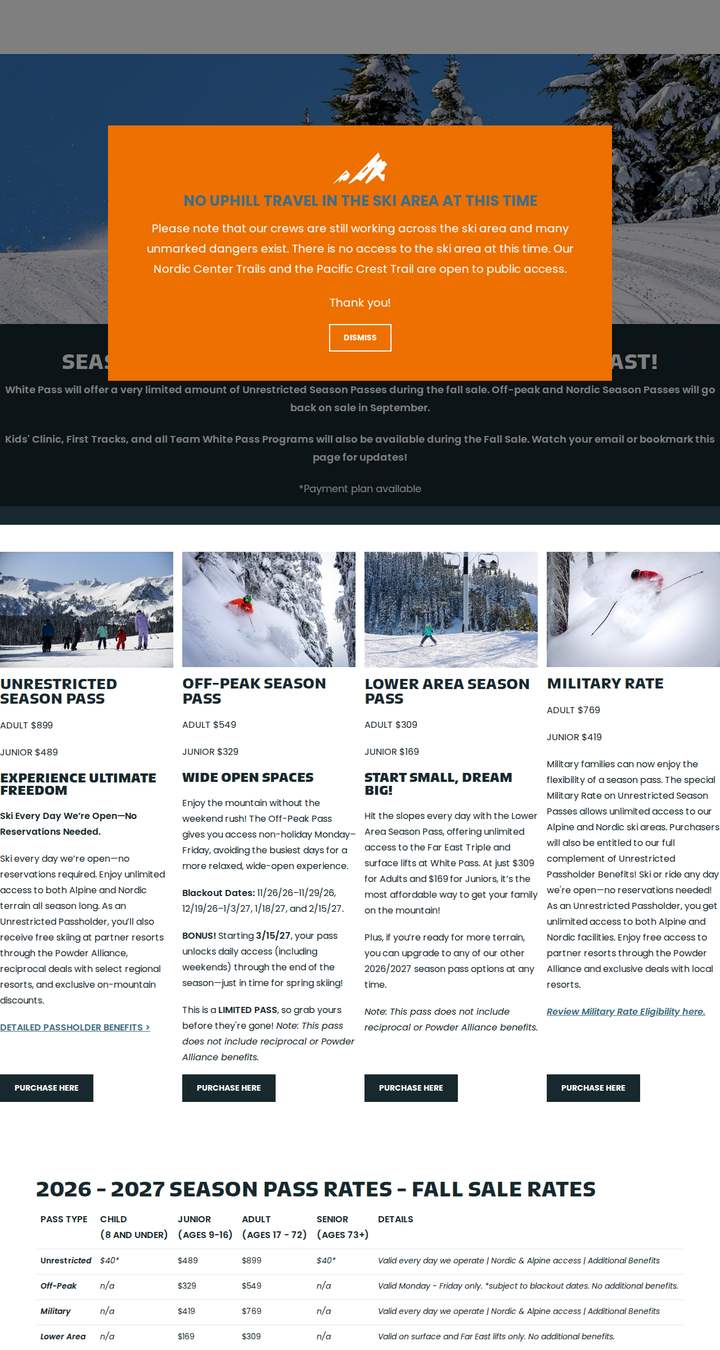 NO UPHILL TRAVEL IN THE SKI AREA AT THIS TIME
Please note that our crews are still working across the ski area and many
unmarked dangers exist. There is no access to the ski area at this time. Our
Nordic Center Trails and the Pacific Crest Trail are open to public access.
Thank you!
DISMISS
White Pass will offer a very limited amount of Unrestricted Season Passes during the fall sale. Off-peak and Nordic Season Passes will go
back on sale in September.
Kids' Clinic, First Tracks, and all Team White Pass Programs will also be available during the Fall Sale. Watch your email or bookmark this
page for updates!
*Payment plan available
UNRESTRICTED
SEASON PASS
ADULT $899
JUNIOR $489
EXPERIENCE ULTIMATE
FREEDOM
Ski Every Day We're Open—No
Reservations Needed.
Ski every day we're open—no
reservations required. Enjoy unlimited
access to both Alpine and Nordic
terrain all season long. As an
Unrestricted Passholder, you'll also
receive free skiing at partner resorts
through the Powder Alliance,
reciprocal deals with select regional
resorts, and exclusive on-mountain
discounts.
DETAILED PASSHOLDER BENEFITS >
PURCHASE HERE
OFF-PEAK SEASON
PASS
ADULT $549
JUNIOR $329
WIDE OPEN SPACES
Enjoy the mountain without the
weekend rush! The Off-Peak Pass
gives you access non-holiday Monday–
Friday, avoiding the busiest days for a
more relaxed, wide-open experience.
Blackout Dates: 11/26/26–11/29/26,
12/19/26–1/3/27, 1/18/27, and 2/15/27.
BONUS! Starting 3/15/27, your pass
unlocks daily access (including
weekends) through the end of the
season—just in time for spring skiing!
This is a LIMITED PASS, so grab yours
before they're gone! Note: This pass
does not include reciprocal or Powder
Alliance benefits.
PURCHASE HERE
LOWER AREA SEASON
PASS
ADULT $309
JUNIOR $169
START SMALL, DREAM
BIG!
Hit the slopes every day with the Lower
Area Season Pass, offering unlimited
access to the Far East Triple and
surface lifts at White Pass. At just $309
for Adults and $169 for Juniors, it's the
most affordable way to get your family
on the mountain!
Plus, if you're ready for more terrain,
you can upgrade to any of our other
2026/2027 season pass options at any
time.
Note: This pass does not include
reciprocal or Powder Alliance benefits.
PURCHASE HERE
MILITARY RATE
ADULT $769
JUNIOR $419
Military families can now enjoy the
flexibility of a season pass. The special
Military Rate on Unrestricted Season
Passes allows unlimited access to our
Alpine and Nordic ski areas. Purchasers
will also be entitled to our full
complement of Unrestricted
Passholder Benefits! Ski or ride any day
we're open—no reservations needed!
As an Unrestricted Passholder, you get
unlimited access to both Alpine and
Nordic facilities. Enjoy free access to
partner resorts through the Powder
Alliance and exclusive deals with local
resorts.
Review Military Rate Eligibility here.
PURCHASE HERE
2026 - 2027 SEASON PASS RATES - FALL SALE RATES
PASS TYPE CHILD (8 AND UNDER) JUNIOR (AGES 9-16) ADULT (AGES 17 - 72) SENIOR (AGES 73+) DETAILS
Unrestricted $40* $489 $899 $40* Valid every day we operate | Nordic & Alpine access | Additional Benefits
Off-Peak n/a $329 $549 n/a Valid Monday - Friday only. *subject to blackout dates. No additional benefits.
Military n/a $419 $769 n/a Valid every day we operate | Nordic & Alpine access | Additional Benefits
Lower Area n/a $169 $309 n/a Valid on surface and Far East lifts only. No additional benefits.